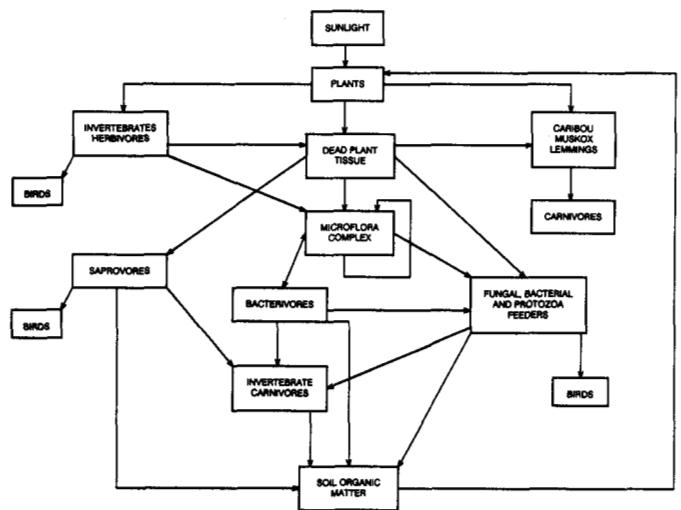 SUNLIGHT
PLANTS
INVERTEBRATES
HERBIVORES
DEAD PLANT
TISSUE
CARIBOU
MUSKOX
LEMMINGS
BIRDS
CARNIVORES
MICROFLORA
COMPLEX
SAPROVORES
BACTERIVORES
FUNGAL, BACTERIAL
AND PROTOZOA
FEEDERS
BIRDS
INVERTEBRATE
CARNIVORES
BIRDS
SOIL ORGANIC
MATTER